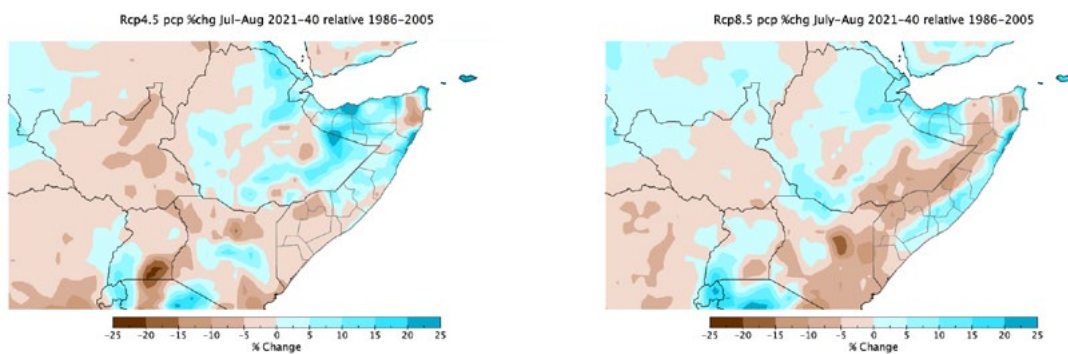 Rcp4.5 pcp %chg Jul-Aug 2021-40 relative 1986-2005
-25 -20 -15 -10 -5 0 5 10 15 20 25
% Change
Rcp8.5 pcp %chg July-Aug 2021-40 relative 1986-2005
-25 -20 -15 -10 -5 0 5 10 15 20 25
% Change